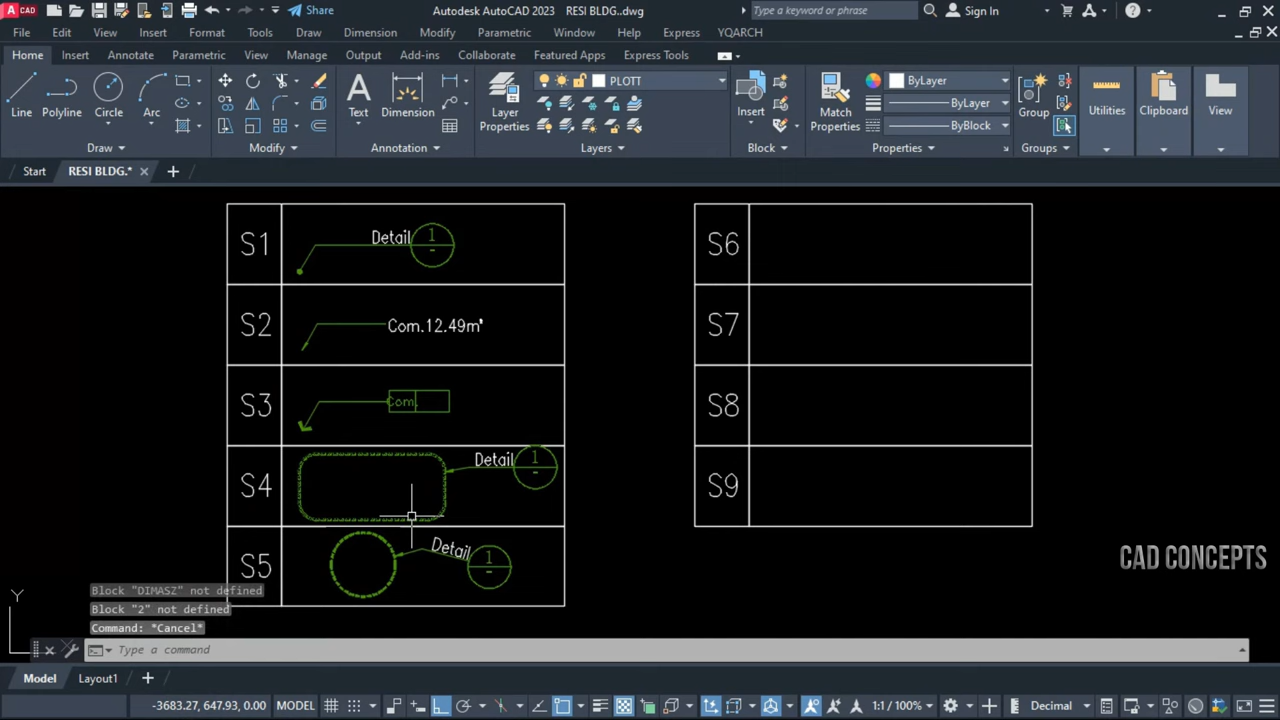 CAD
Share
Autodesk AutoCAD 2023 RESI BLDG..dwg
Type a keyword or phrase
Sign In
File Edit View Insert Format Tools Draw Dimension Modify Parametric Window Help Express YQARCH
Home Insert Annotate Parametric View Manage Output Add-ins Collaborate Featured Apps Express Tools
Line Polyline Circle Arc
Text Dimension
Layer Properties
PLOTT
Insert
Match Properties
ByLayer
ByLayer
ByBlock
Group
Utilities
Clipboard
View
Draw Modify Annotation Layers Block Properties Groups
Start RESI BLDG.*
S1 Detail 1 -
S2 Com.12.49m²
S3 Com.
S4 Detail 1 -
S5 Detail 1 -
S6
S7
S8
S9
CAD CONCEPTS
Y
Block "DIMASZ" not defined
Block "2" not defined
Command: *Cancel*
Type a command
Model Layout1
-3683.27, 647.93, 0.00 MODEL 1:1 / 100% Decimal